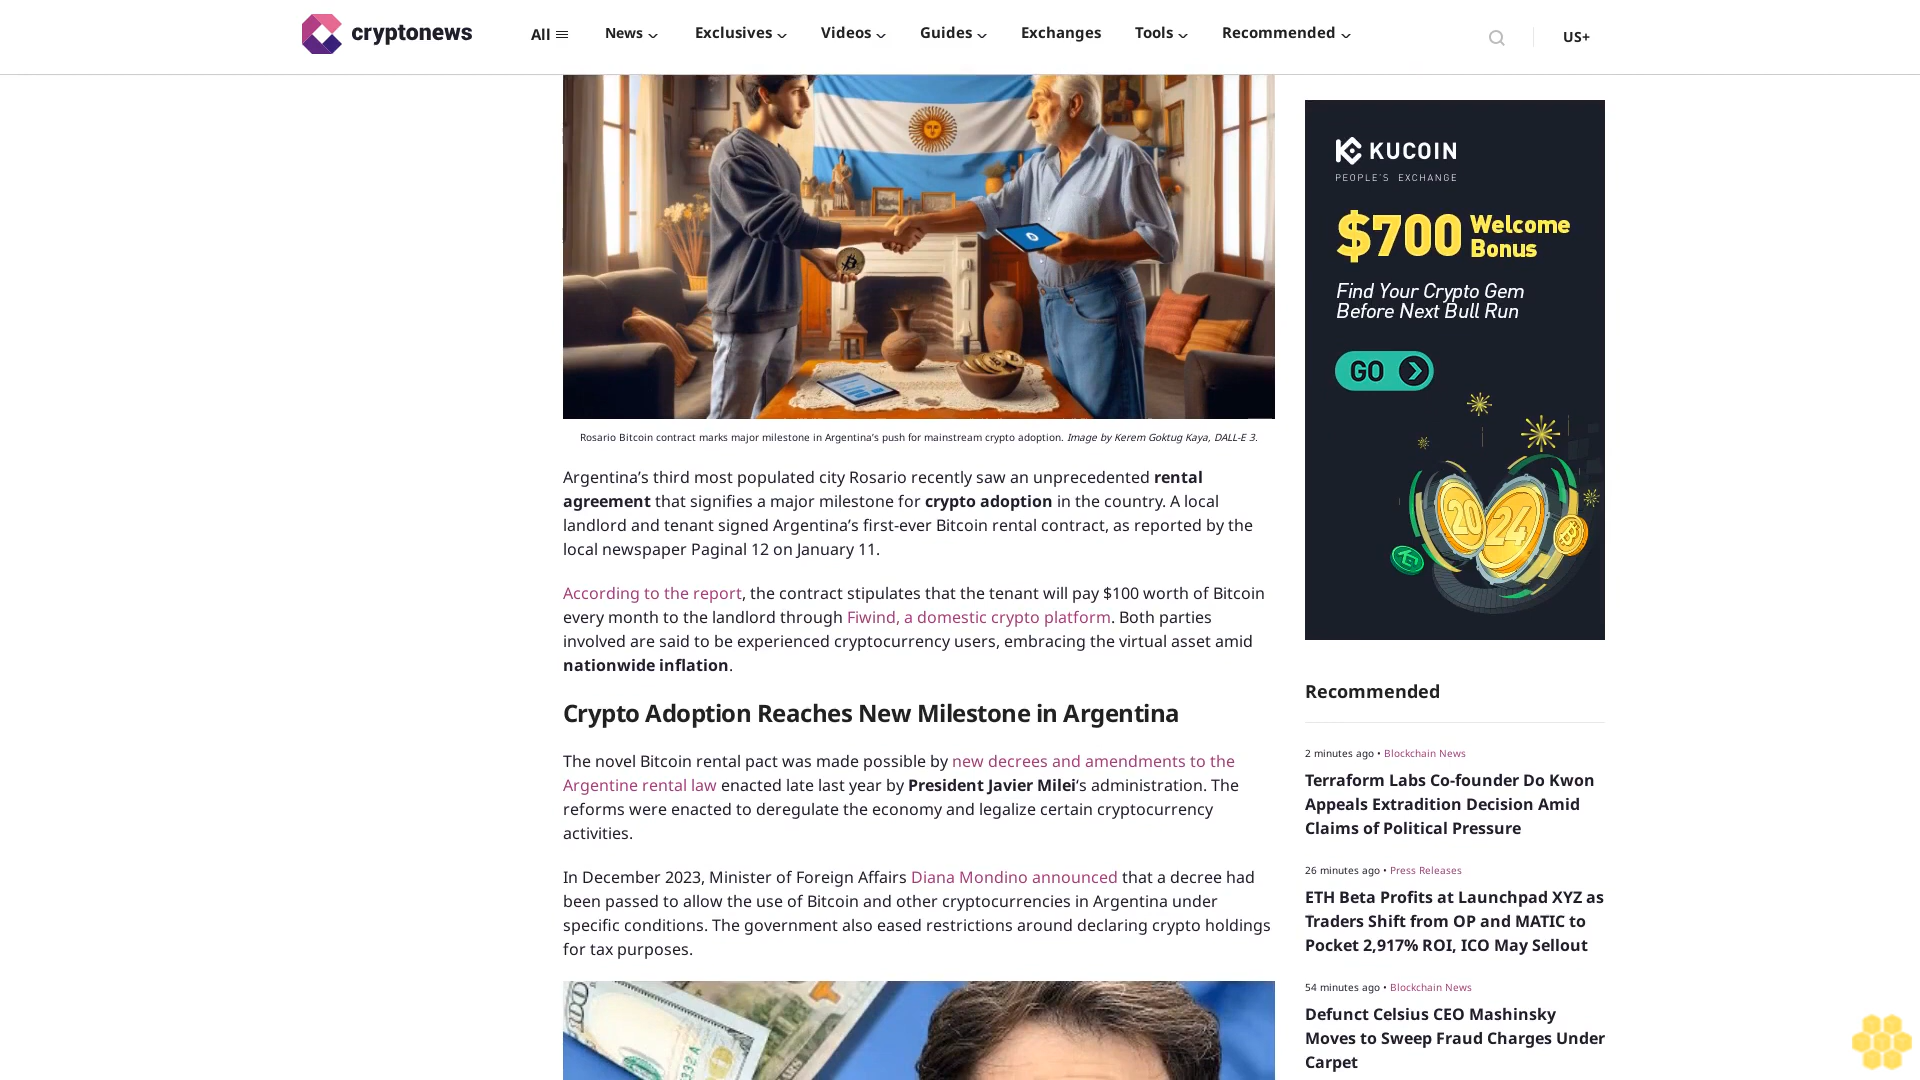 cryptonews
All
News
Exclusives
Videos
Guides
Exchanges
Tools
Recommended
US+
Rosario Bitcoin contract marks major milestone in Argentina’s push for mainstream crypto adoption. Image by Kerem Goktug Kaya, DALL-E 3.
Argentina’s third most populated city Rosario recently saw an unprecedented rental
agreement that signifies a major milestone for crypto adoption in the country. A local
landlord and tenant signed Argentina’s first-ever Bitcoin rental contract, as reported by the
local newspaper Paginal 12 on January 11.
According to the report, the contract stipulates that the tenant will pay $100 worth of Bitcoin
every month to the landlord through Fiwind, a domestic crypto platform. Both parties
involved are said to be experienced cryptocurrency users, embracing the virtual asset amid
nationwide inflation.
Crypto Adoption Reaches New Milestone in Argentina
The novel Bitcoin rental pact was made possible by new decrees and amendments to the
Argentine rental law enacted late last year by President Javier Milei‘s administration. The
reforms were enacted to deregulate the economy and legalize certain cryptocurrency
activities.
In December 2023, Minister of Foreign Affairs Diana Mondino announced that a decree had
been passed to allow the use of Bitcoin and other cryptocurrencies in Argentina under
specific conditions. The government also eased restrictions around declaring crypto holdings
for tax purposes.
KUCOIN
PEOPLE'S EXCHANGE
$700 Welcome
Bonus
Find Your Crypto Gem
Before Next Bull Run
GO
20 24
Recommended
2 minutes ago • Blockchain News
Terraform Labs Co-founder Do Kwon
Appeals Extradition Decision Amid
Claims of Political Pressure
26 minutes ago • Press Releases
ETH Beta Profits at Launchpad XYZ as
Traders Shift from OP and MATIC to
Pocket 2,917% ROI, ICO May Sellout
54 minutes ago • Blockchain News
Defunct Celsius CEO Mashinsky
Moves to Sweep Fraud Charges Under
Carpet